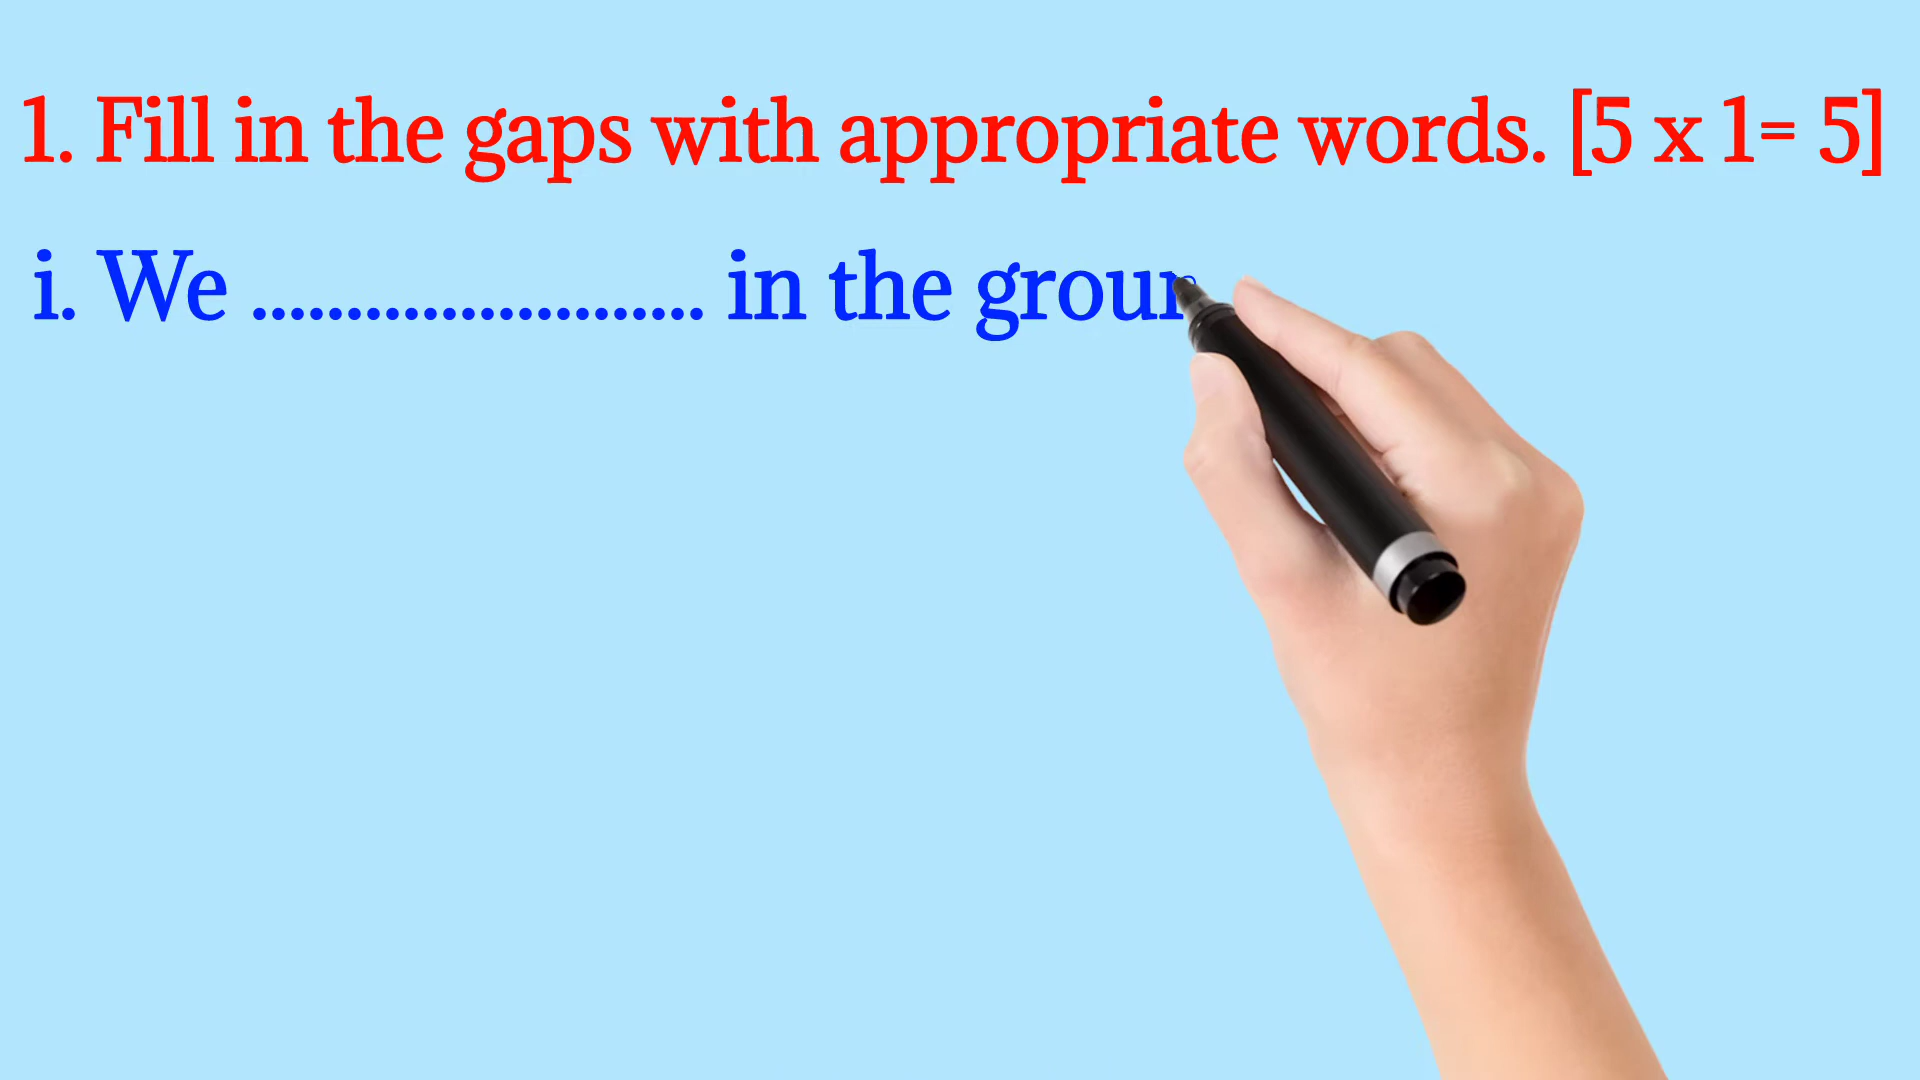 1. Fill in the gaps with appropriate words. [5 x 1= 5]
i. We ........................ in the